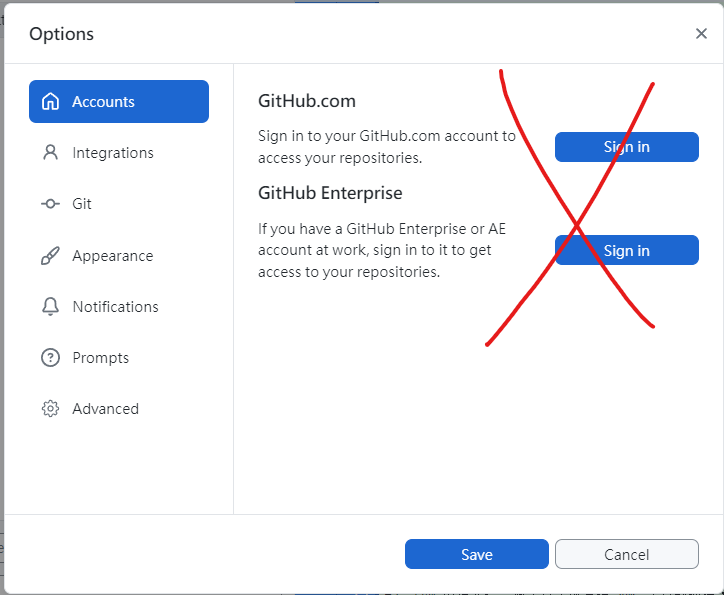 Options
Accounts
Integrations
Git
Appearance
Notifications
Prompts
Advanced
GitHub.com
Sign in to your GitHub.com account to
access your repositories.
Sign in
GitHub Enterprise
If you have a GitHub Enterprise or AE
account at work, sign in to it to get
access to your repositories.
Sign in
Save
Cancel